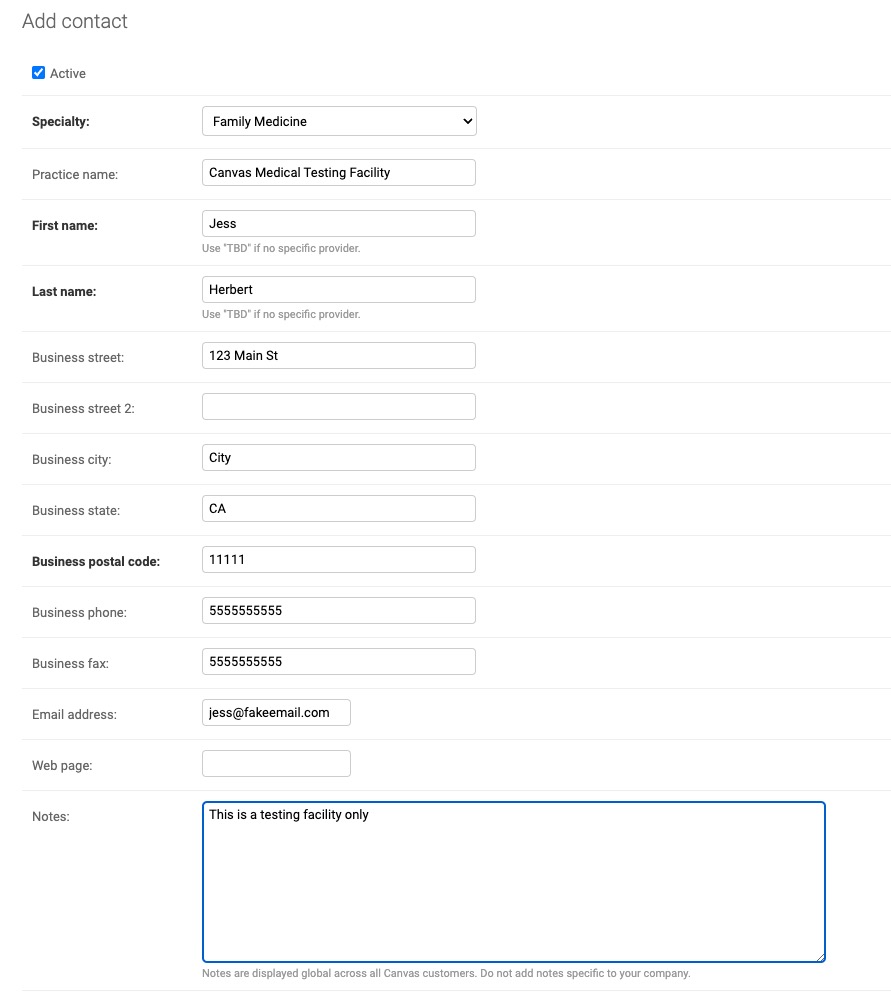 Add contact
Active
Specialty: Family Medicine
Practice name: Canvas Medical Testing Facility
First name: Jess
Use "TBD" if no specific provider.
Last name: Herbert
Use "TBD" if no specific provider.
Business street: 123 Main St
Business street 2:
Business city: City
Business state: CA
Business postal code: 11111
Business phone: 5555555555
Business fax: 5555555555
Email address: jess@fakeemail.com
Web page:
Notes: This is a testing facility only
Notes are displayed global across all Canvas customers. Do not add notes specific to your company.